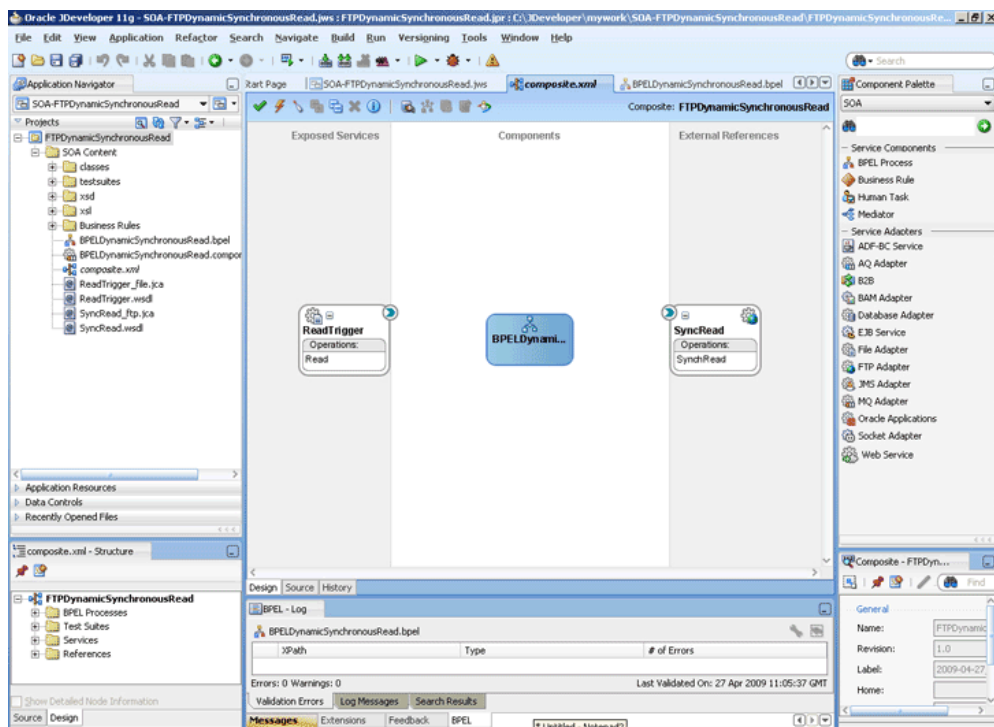 Oracle JDeveloper 11g - SOA-FTPDynamicSynchronousRead.jws : FTPDynamicSynchronousRead.jpr : C:\JDeveloper\mywork\SOA-FTPDynamicSynchronousRead\FTPDynamicSynchronousRe...
File Edit View Application Refactor Search Navigate Build Run Versigning Tools Window Help
Search
Application Navigator
SOA-FTPDynamicSynchronousRead
Projects
FTPDynamicSynchronousRead
SOA Content
classes
testsuites
xsd
xsl
Business Rules
BPELDynamicSynchronousRead.bpel
BPELDynamicSynchronousRead.compor
composite.xml
ReadTrigger_file.jca
ReadTrigger.wsdl
SyncRead_ftp.jca
SyncRead.wsdl
Application Resources
Data Controls
Recently Opened Files
composite.xml - Structure
FTPDynamicSynchronousRead
BPEL Processes
Test Suites
Services
References
Show Detailed Node Information
Source Design
tart Page SOA-FTPDynamicSynchronousRead.jws composite.xml BPELDynamicSynchronousRead.bpel
Composite: FTPDynamicSynchronousRead
Exposed Services Components External References
ReadTrigger
Operations:
Read
BPELDynami...
SyncRead
Operations:
SynchRead
Design Source History
BPEL - Log
BPELDynamicSynchronousRead.bpel
XPath Type # of Errors
Errors: 0 Warnings: 0 Last Validated On: 27 Apr 2009 11:05:37 GMT
Validation Errors Log Messages Search Results
Messages Extensions Feedback BPEL
* Untitled - Notepad2
Component Palette
SOA
Service Components
BPEL Process
Business Rule
Human Task
Mediator
Service Adapters
ADF-BC Service
AQ Adapter
B2B
BAM Adapter
Database Adapter
EJB Service
File Adapter
FTP Adapter
JMS Adapter
MQ Adapter
Oracle Applications
Socket Adapter
Web Service
Composite - FTPDyn...
Find
General
Name: FTPDynamic
Revision: 1.0
Label: 2009-04-27
Home: